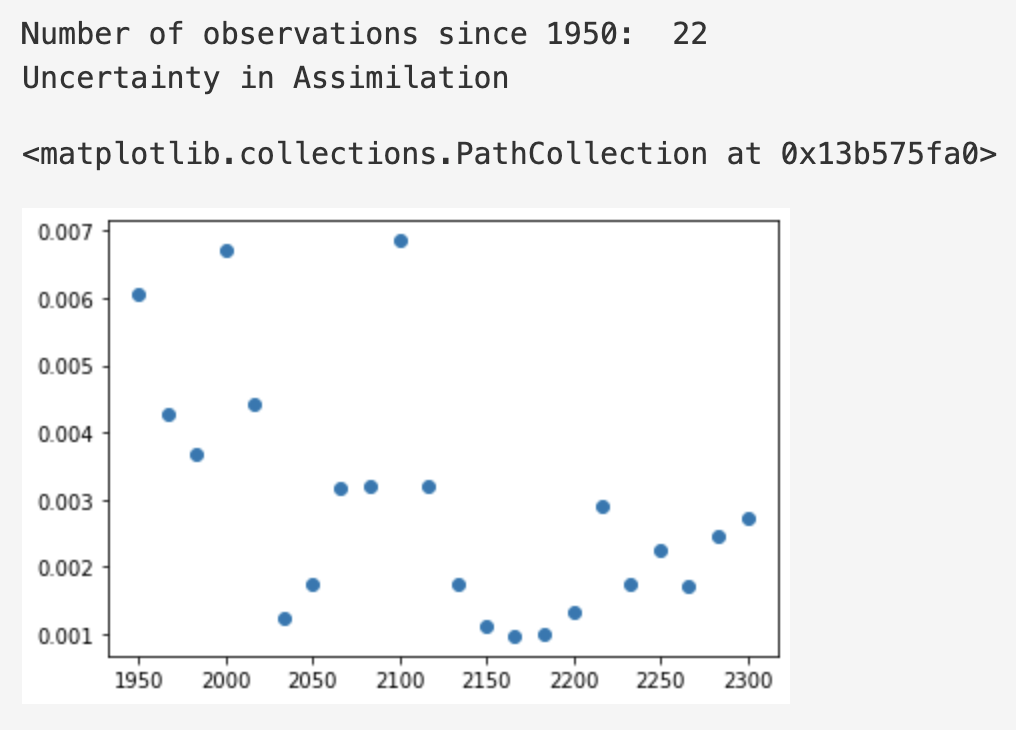 Number of observations since 1950:  22
Uncertainty in Assimilation
<matplotlib.collections.PathCollection at 0x13b575fa0>
0.007
0.006
0.005
0.004
0.003
0.002
0.001
1950 2000 2050 2100 2150 2200 2250 2300